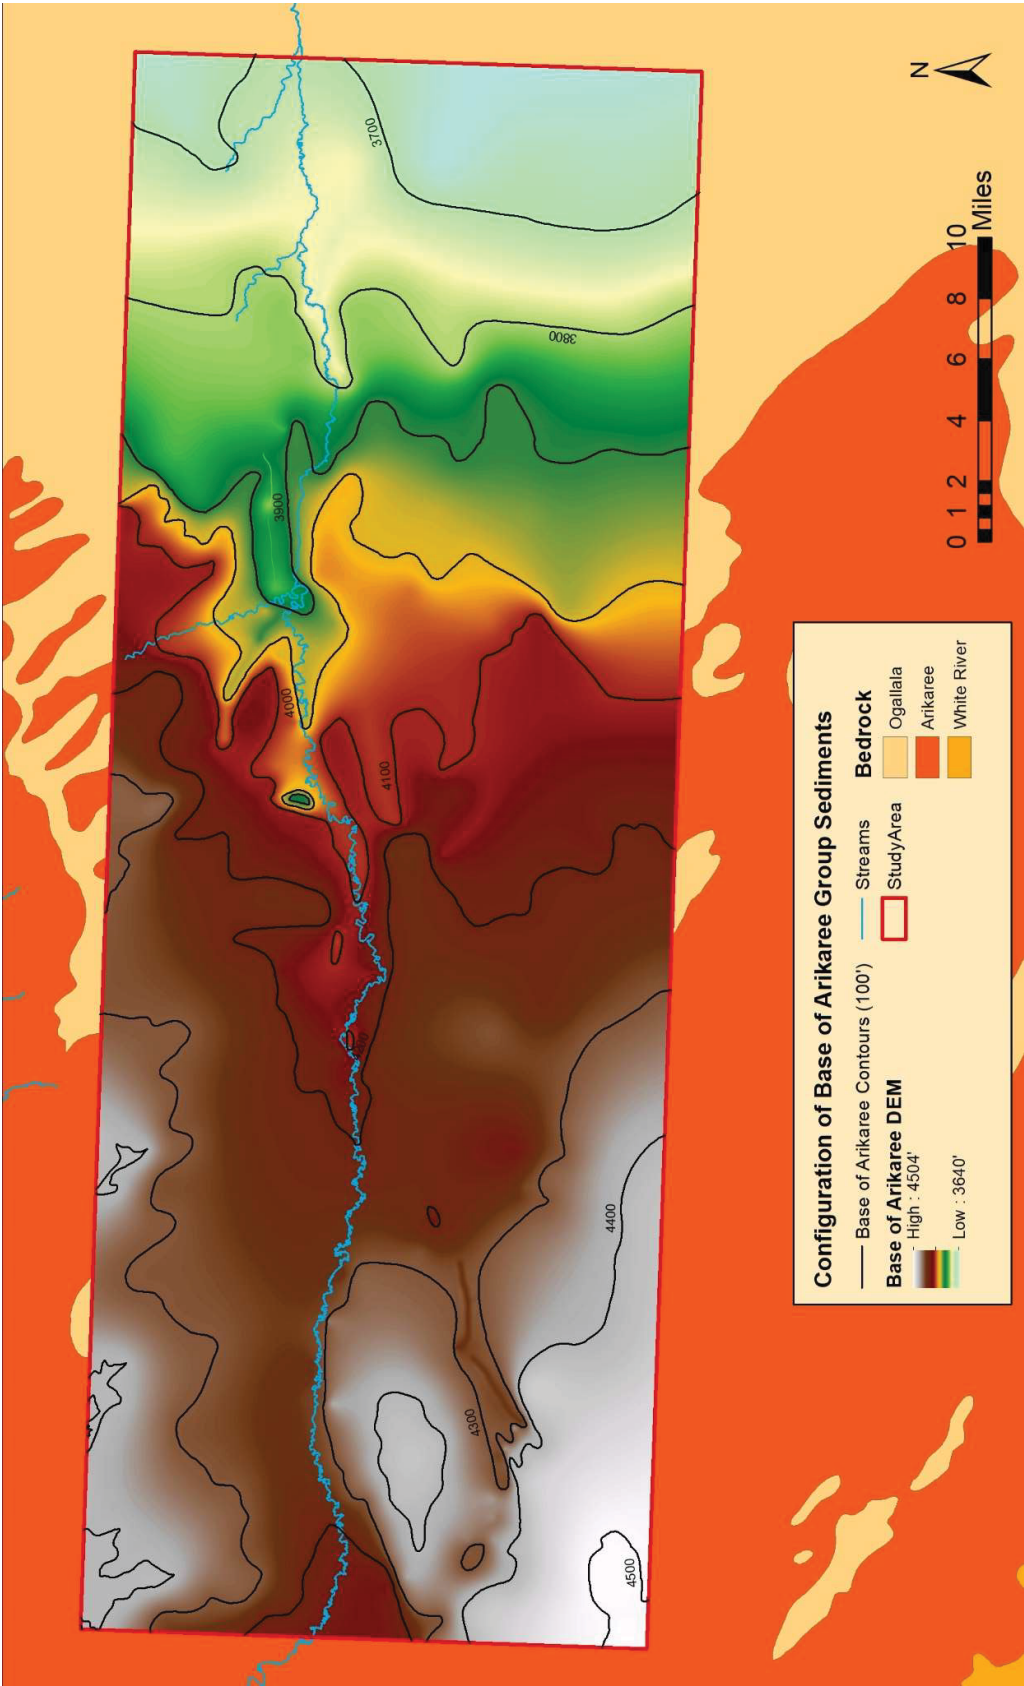 N
3700
3800
3900
4000
4100
4300
4400
4500
0 1 2 4 6 8 10
Miles
Configuration of Base of Arikaree Group Sediments
Base of Arikaree Contours (100')
Streams
StudyArea
Base of Arikaree DEM
High : 4504'
Low : 3640'
Bedrock
Ogallala
Arikaree
White River